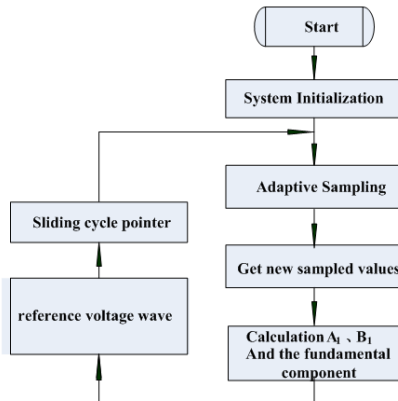 Start
System Initialization
Adaptive Sampling
Sliding cycle pointer
Get new sampled values
reference voltage wave
Calculation A₁ 、B₁
And the fundamental
component